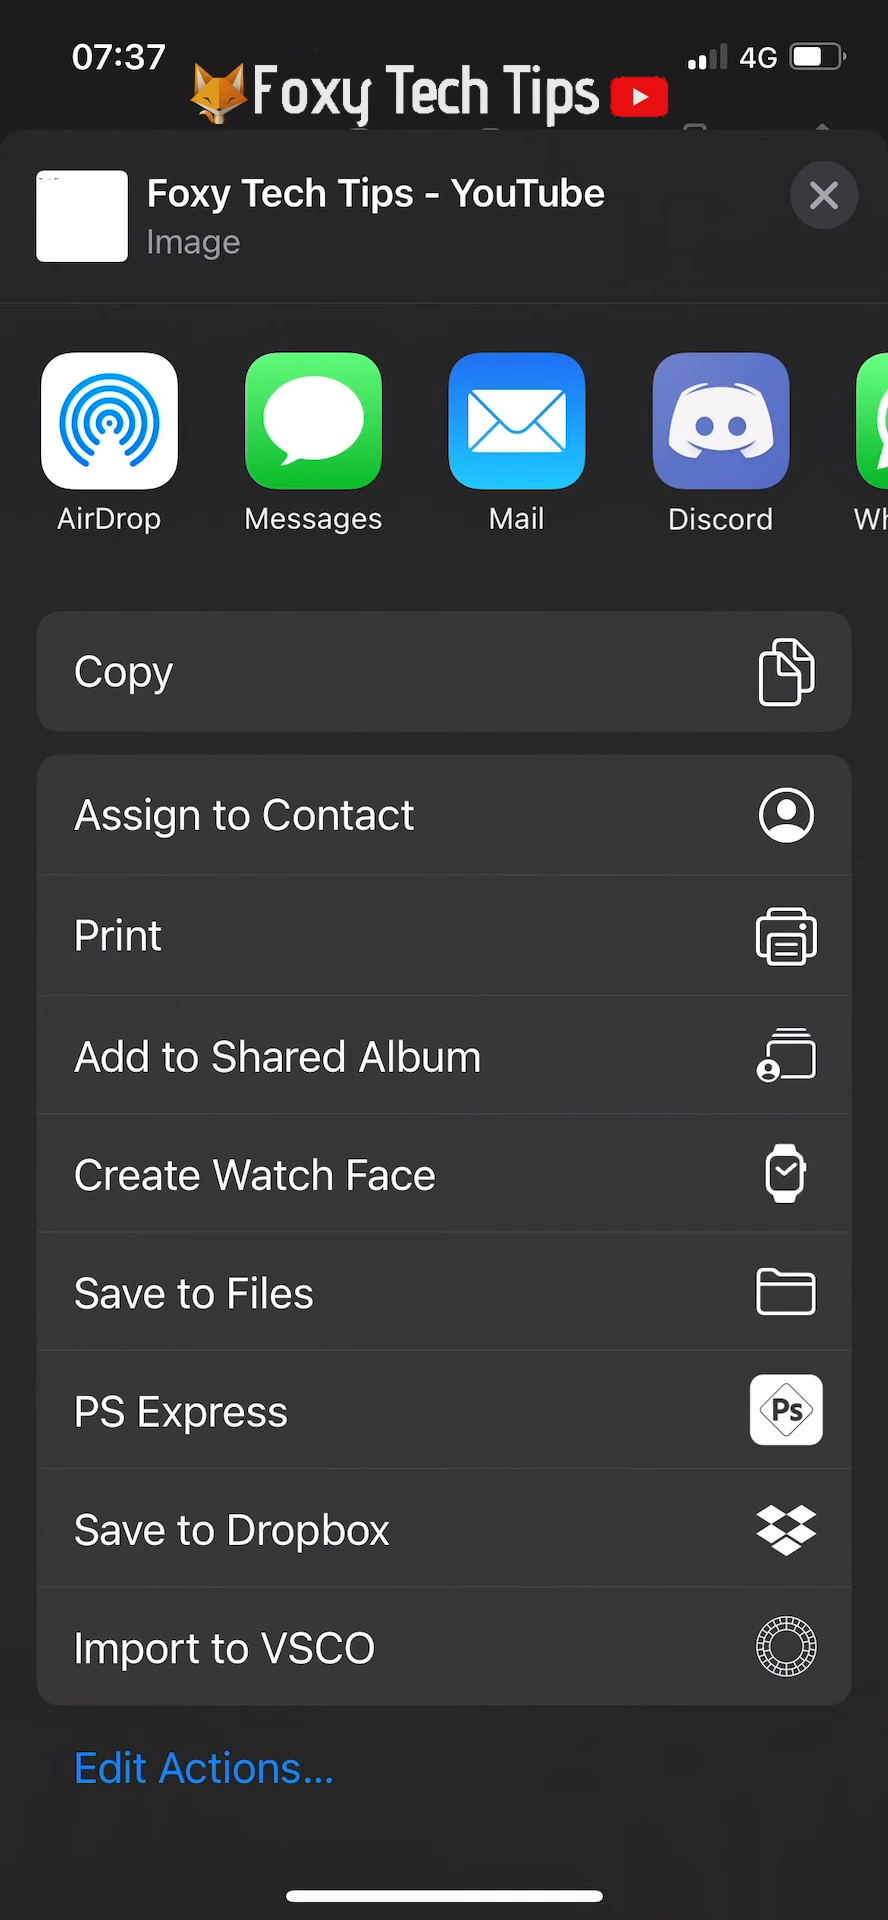 07:37
4G
Foxy Tech Tips
Foxy Tech Tips - YouTube
Image
AirDrop
Messages
Mail
Discord
Wh
Copy
Assign to Contact
Print
Add to Shared Album
Create Watch Face
Save to Files
PS Express
Ps
Save to Dropbox
Import to VSCO
Edit Actions...